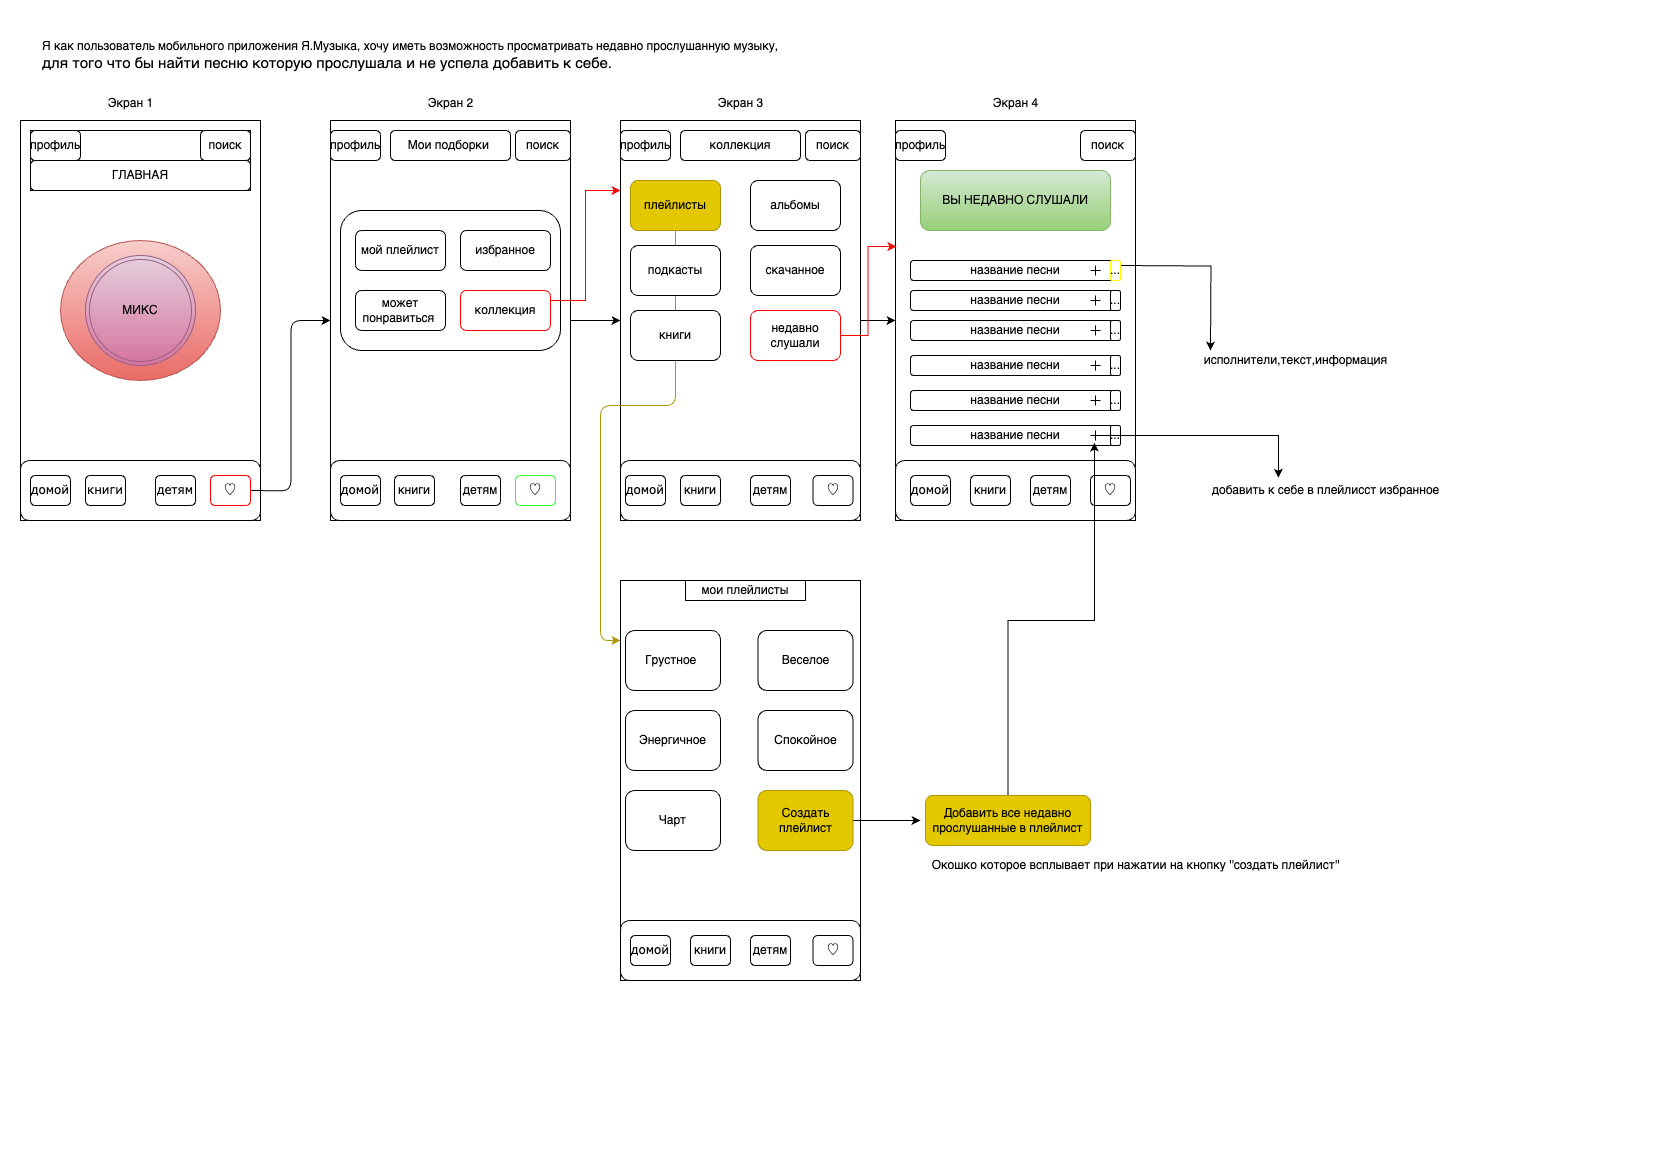 Я как пользователь мобильного приложения Я.Музыка, хочу иметь возможность просматривать недавно прослушанную музыку,
для того что бы найти песню которую прослушала и не успела добавить к себе.
Экран 1
профиль
поиск
ГЛАВНАЯ
МИКС
домой
книги
детям
♡
Экран 2
профиль
Мои подборки
поиск
мой плейлист
избранное
может
понравиться
коллекция
домой
книги
детям
♡
Экран 3
профиль
коллекция
поиск
плейлисты
альбомы
подкасты
скачанное
книги
недавно
слушали
домой
книги
детям
♡
Экран 4
профиль
поиск
ВЫ НЕДАВНО СЛУШАЛИ
название песни + ...
название песни + ...
название песни + ...
название песни + ...
название песни + ...
название песни + ...
домой
книги
детям
♡
исполнители,текст,информация
добавить к себе в плейлисст избранное
мои плейлисты
Грустное
Веселое
Энергичное
Спокойное
Чарт
Создать
плейлист
домой
книги
детям
♡
Добавить все недавно
прослушанные в плейлист
Окошко которое всплывает при нажатии на кнопку "создать плейлист"